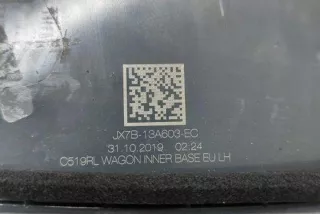 JX7B-13A603-EC
31.10.2019 02:24
C519RL WAGON INNER BASE EU LH